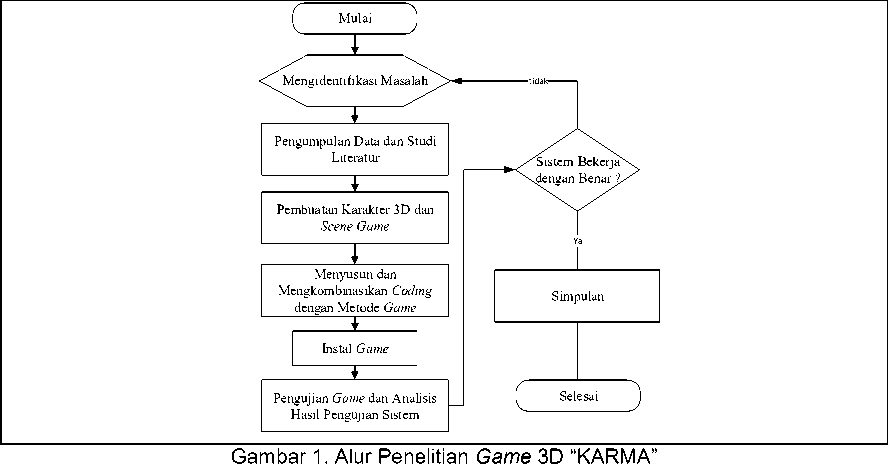 Mulai
Mengidentifikasi Masalah
Pengumpulan Data dan Studi
Literatur
Pembuatan Karakter 3D dan
Scene Game
Menyusun dan
Mengkombinasikan Coding
dengan Metode Game
Instal Game
Pengujian Game dan Analisis
Hasil Pengujian Sistem
tidak
Sistem Bekerja
dengan Benar ?
Ya
Simpulan
Selesai
Gambar 1. Alur Penelitian Game 3D “KARMA”